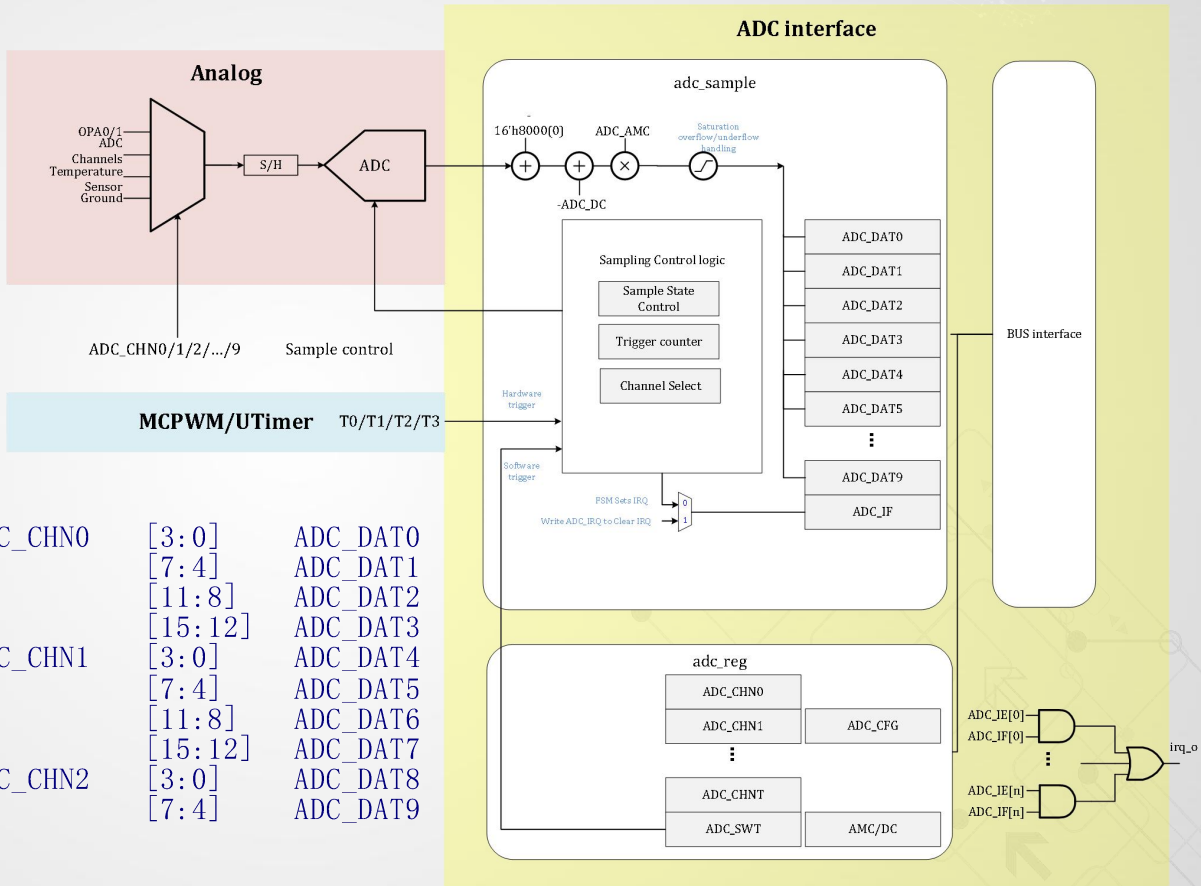 ADC interface
Analog
OPA0/1
ADC
Channels
Temperature
Sensor
Ground
S/H
ADC
ADC_CHN0/1/2/.../9
Sample control
MCPWM/UTimer T0/T1/T2/T3
adc_sample
-
16'h8000(0)
ADC_AMC
Saturation
overflow/underflow
handling
+
+
×
-ADC_DC
Sampling Control logic
Sample State
Control
Trigger counter
Channel Select
Hardware
trigger
Software
trigger
FSM Sets IRQ
0
Write ADC_IRQ to Clear IRQ
1
ADC_DAT0
ADC_DAT1
ADC_DAT2
ADC_DAT3
ADC_DAT4
ADC_DAT5
⋮
ADC_DAT9
ADC_IF
BUS interface
C_CHN0 [3:0] ADC_DAT0
[7:4] ADC_DAT1
[11:8] ADC_DAT2
[15:12] ADC_DAT3
C_CHN1 [3:0] ADC_DAT4
[7:4] ADC_DAT5
[11:8] ADC_DAT6
[15:12] ADC_DAT7
C_CHN2 [3:0] ADC_DAT8
[7:4] ADC_DAT9
adc_reg
ADC_CHN0
ADC_CHN1
ADC_CFG
⋮
ADC_CHNT
ADC_SWT
AMC/DC
ADC_IE[0]
ADC_IF[0]
⋮
ADC_IE[n]
ADC_IF[n]
irq_o